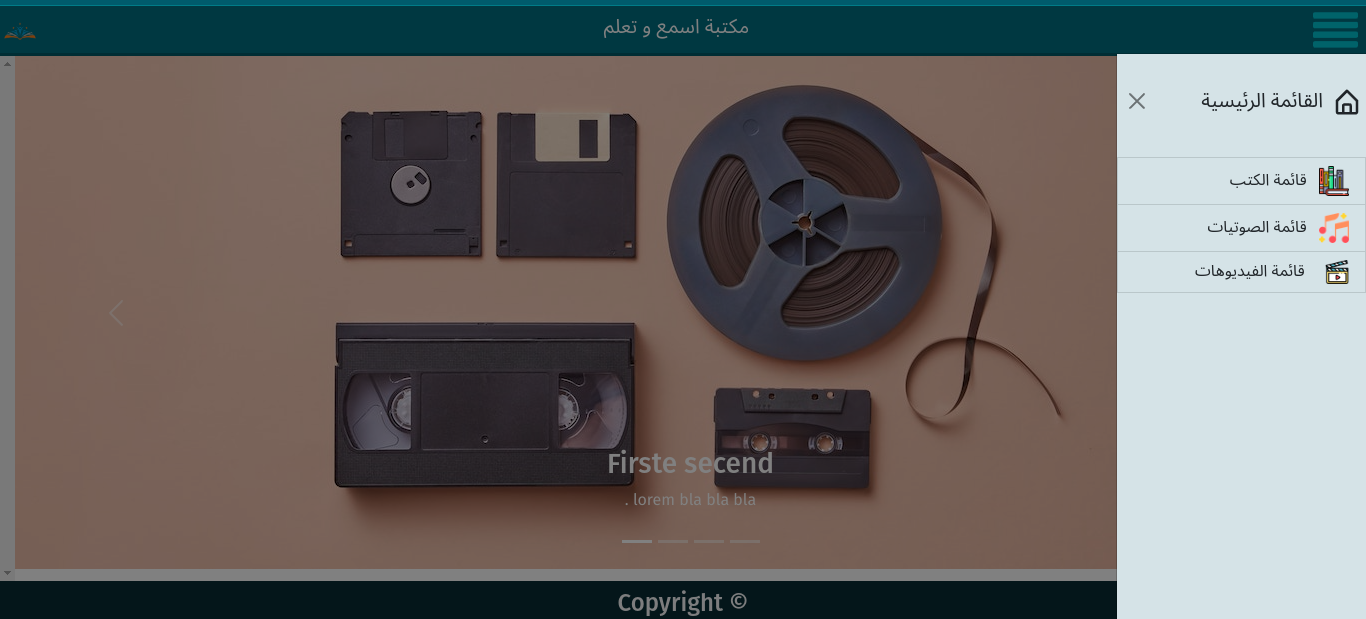 مكتبة اسمع و تعلم
القائمة الرئيسية
قائمة الكتب
قائمة الصوتيات
قائمة الفيديوهات
Firste secend
. lorem bla bla bla
Copyright ©